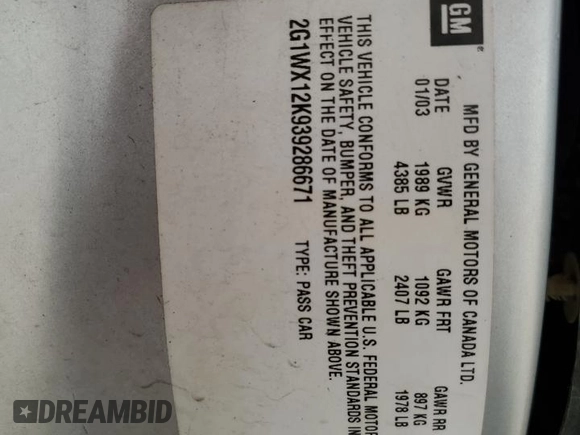 GM
®
MFD BY GENERAL MOTORS OF CANADA LTD.
DATE GVWR GAWR FRT GAWR RR
01/03 1989 KG 1092 KG 897 KG
4385 LB 2407 LB 1978 LB
THIS VEHICLE CONFORMS TO ALL APPLICABLE U.S. FEDERAL MOTOR
VEHICLE SAFETY, BUMPER, AND THEFT PREVENTION STANDARDS IN
EFFECT ON THE DATE OF MANUFACTURE SHOWN ABOVE.
2G1WX12K939286671 TYPE: PASS CAR
DREAMBID